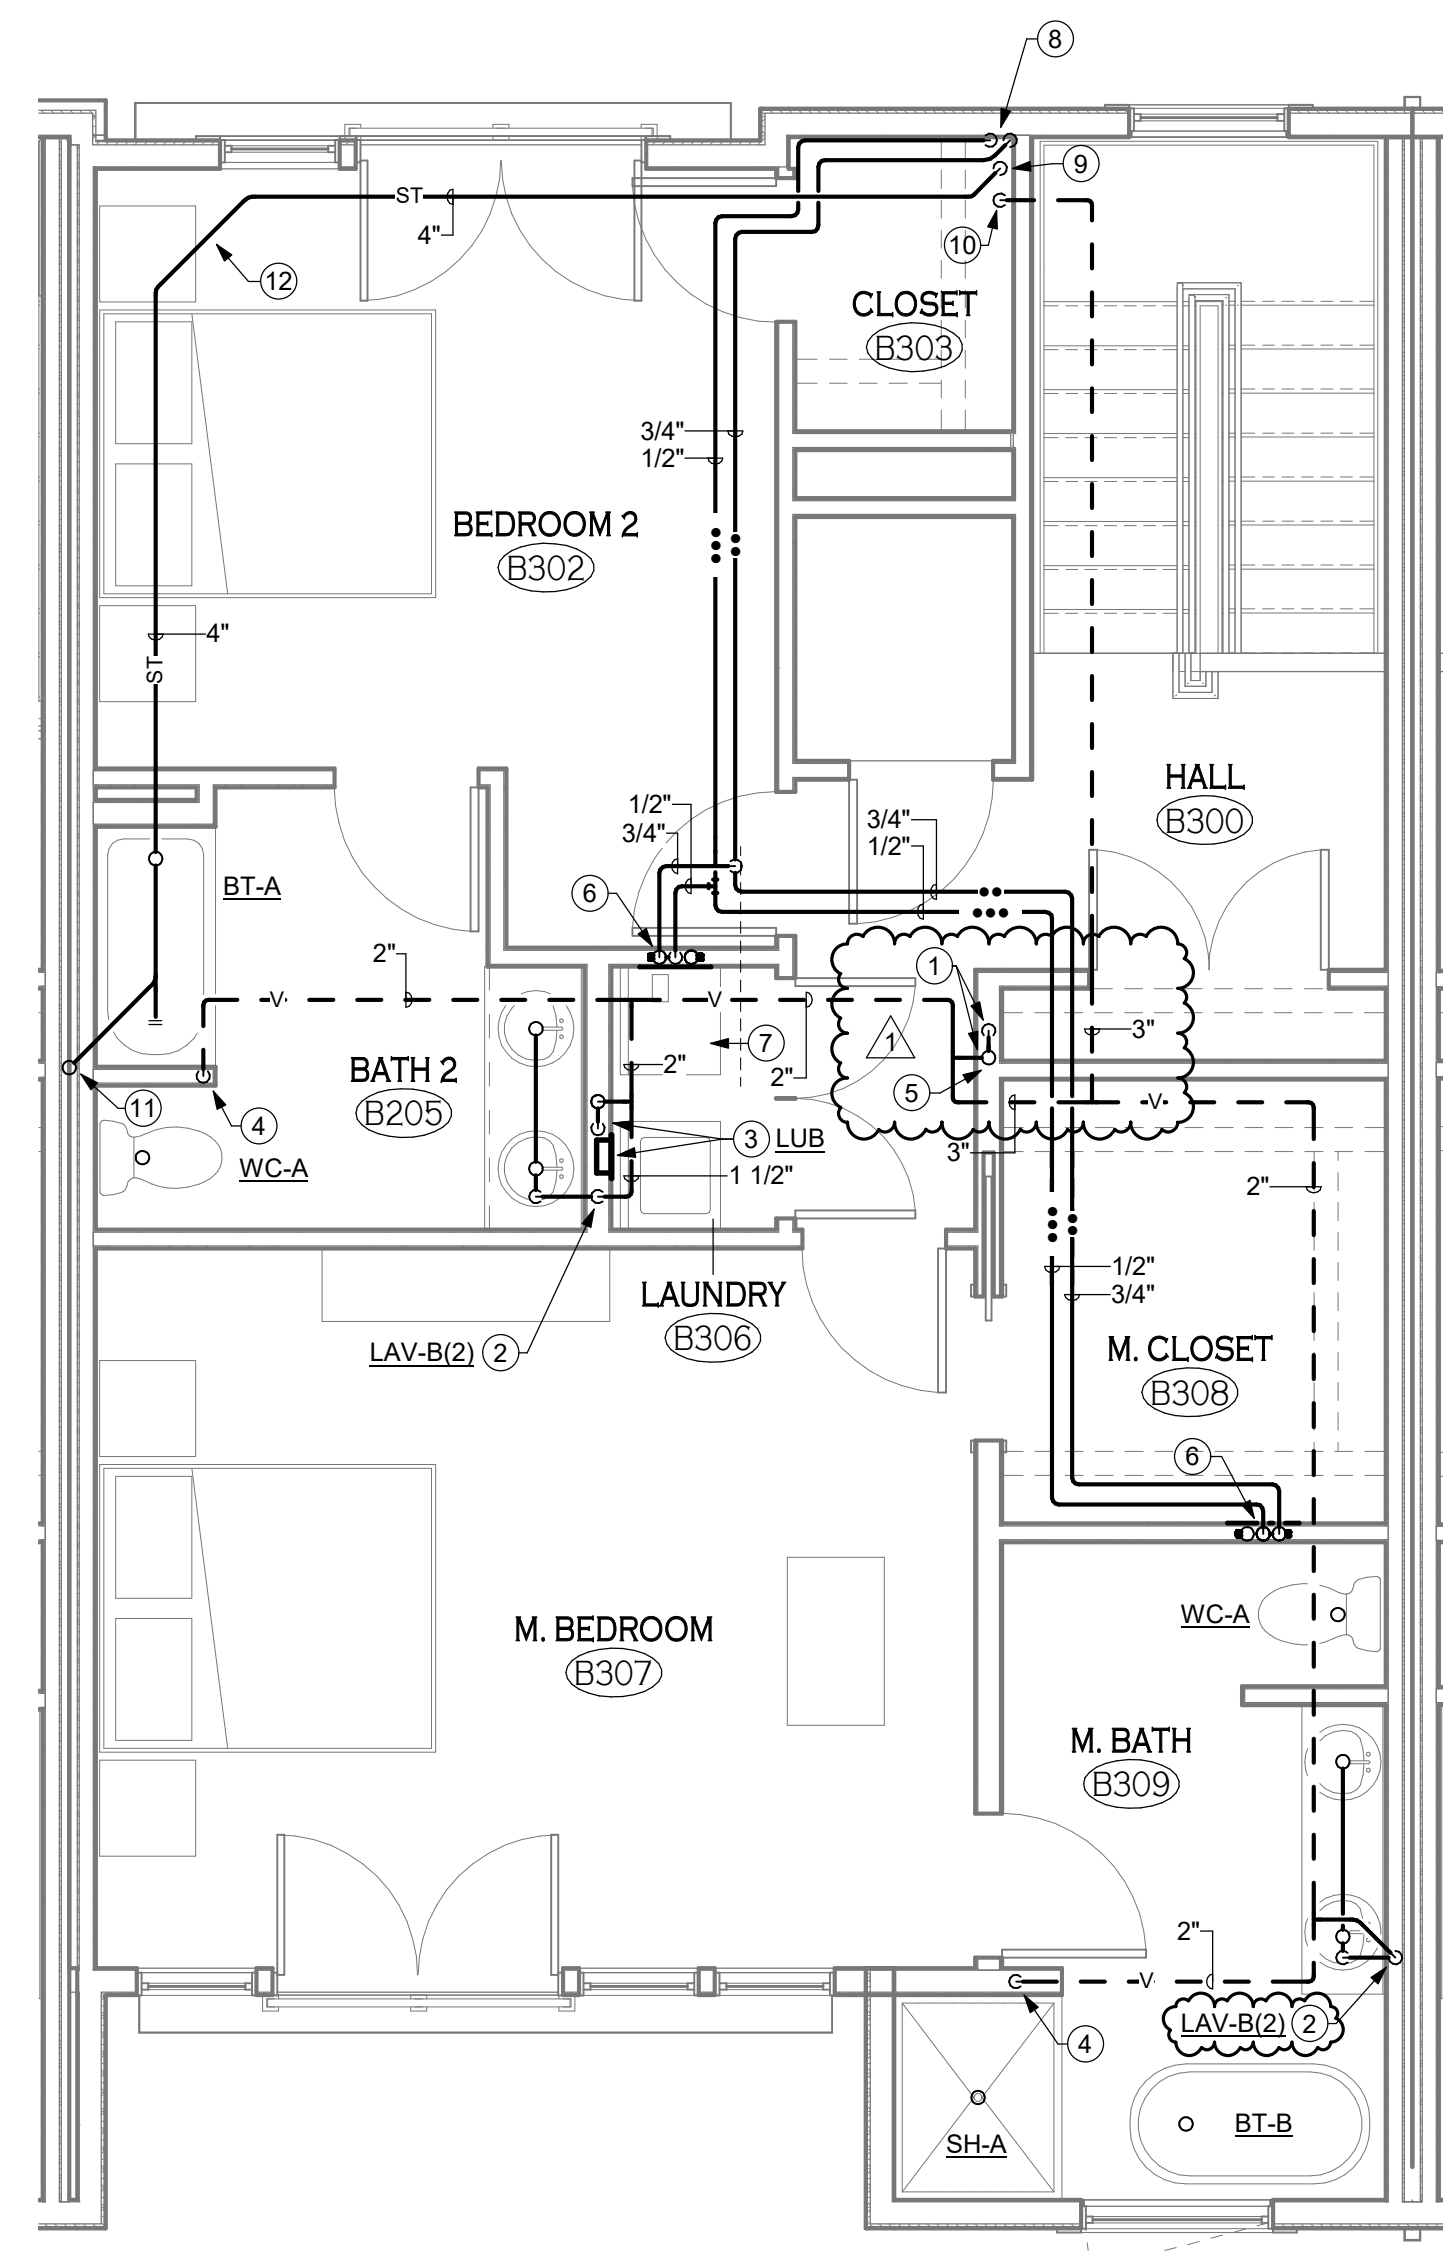 8
9
ST
4"
10
12
CLOSET
B303
3/4"
1/2"
BEDROOM 2
B302
4"
ST
HALL
B300
1/2"
3/4"
3/4"
1/2"
BT-A
6
2"
1
V
V
3"
1
7
2"
2"
BATH 2
B205
5
11
4
V
3 LUB
3"
WC-A
1 1/2"
2"
1/2"
3/4"
LAUNDRY
B306
LAV-B(2) 2
M. CLOSET
B308
6
WC-A
M. BEDROOM
B307
M. BATH
B309
2"
V
LAV-B(2) 2
4
BT-B
SH-A